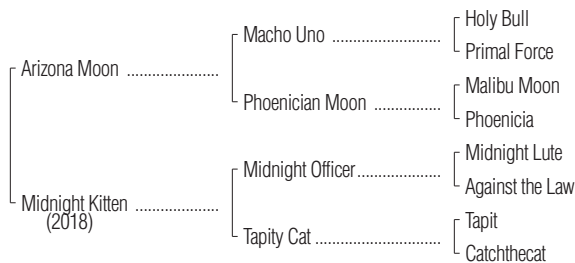 Holy Bull
Macho Uno ........................
Primal Force
Arizona Moon ....................
Malibu Moon
Phoenician Moon ...............
Phoenicia
Midnight Lute
Midnight Officer..................
Against the Law
Midnight Kitten ..................
(2018)
Tapit
Tapity Cat ...........................
Catchthecat